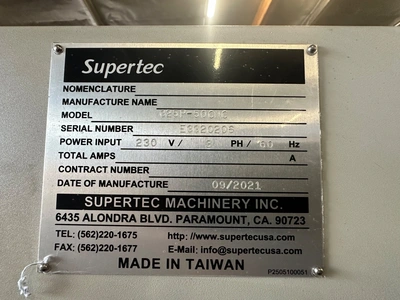 Supertec
NOMENCLATURE
MANUFACTURE NAME
MODEL
SERIAL NUMBER
POWER INPUT 230 V / 3 PH / 60 Hz
TOTAL AMPS A
CONTRACT NUMBER
DATE OF MANUFACTURE 09/2021
SUPERTEC MACHINERY INC.
6435 ALONDRA BLVD. PARAMOUNT, CA. 90723
TEL: (562)220-1675 http: //www.supertecusa.com
FAX: (562)220-1677 E-Mail: info@supertecusa.com
MADE IN TAIWAN
P2505100051